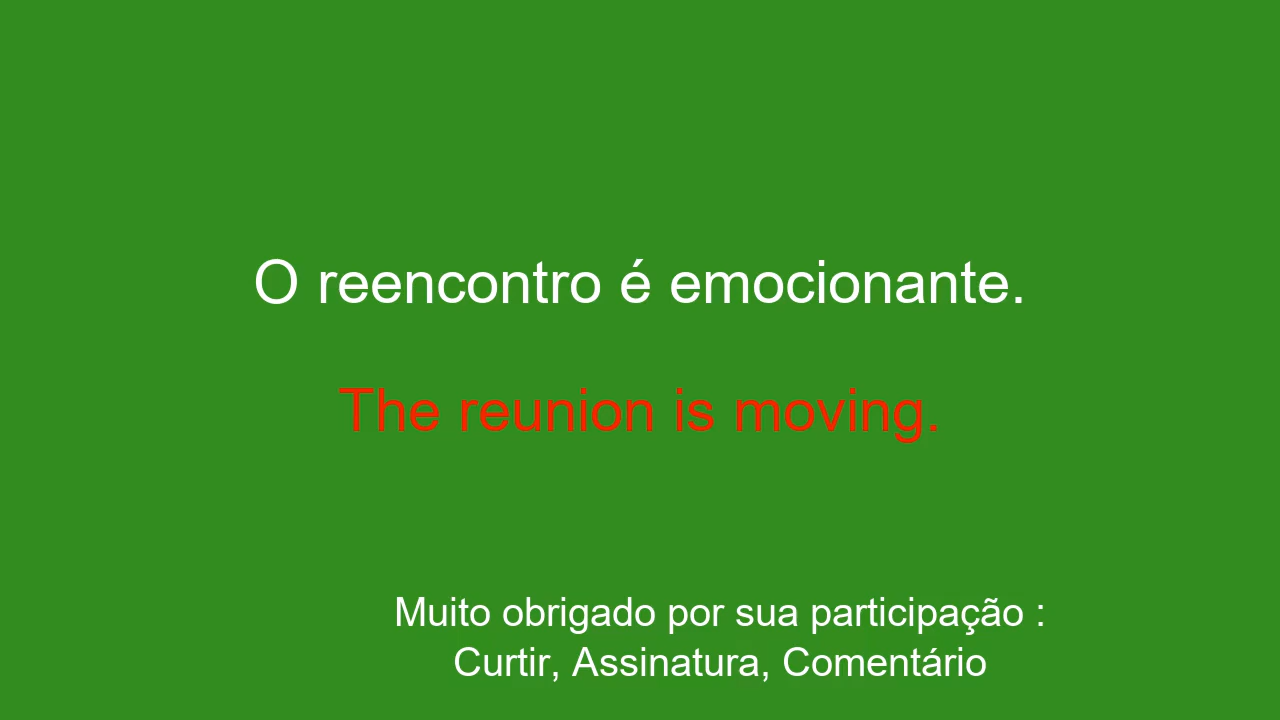 O reencontro é emocionante.
The reunion is moving.
Muito obrigado por sua participação :
Curtir, Assinatura, Comentário